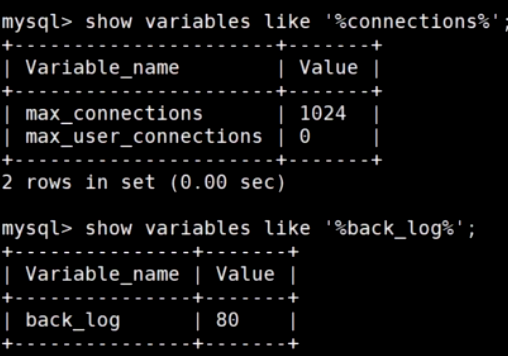 mysql> show variables like '%connections%';
+----------------------+-------+
| Variable_name        | Value |
+----------------------+-------+
| max_connections      | 1024  |
| max_user_connections | 0     |
+----------------------+-------+
2 rows in set (0.00 sec)
mysql> show variables like '%back_log%';
+---------------+-------+
| Variable_name | Value |
+---------------+-------+
| back_log      | 80    |
+---------------+-------+